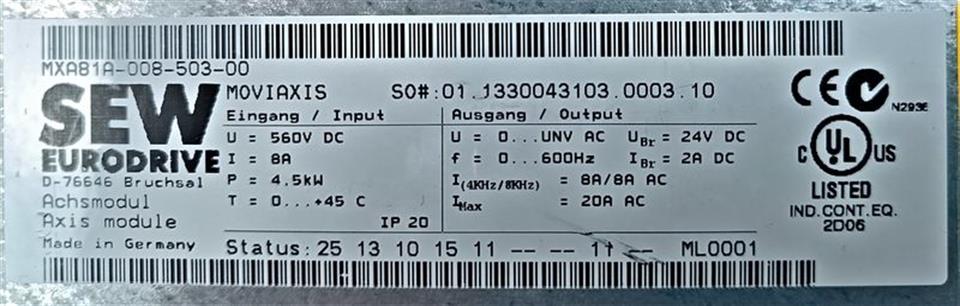 MXA81A-008-503-00
SEW
EURODRIVE
D-76646 Bruchsal
Achsmodul
Axis module
Made in Germany
MOVIAXIS SO#: 01.1330043103.0003.10
Eingang / Input
U = 560V DC
I = 8A
P = 4.5kW
T = 0...+45 C
IP 20
Ausgang / Output
U = 0...UNV AC UBr = 24V DC
f = 0...600Hz IBr = 2A DC
I(4KHz/8KHz) = 8A/8A AC
IMax = 20A AC
Status: 25 13 10 15 11 -- -- 11 -- ML0001
CE
N2936
C UL US
LISTED
IND.CONT.EQ.
2D06